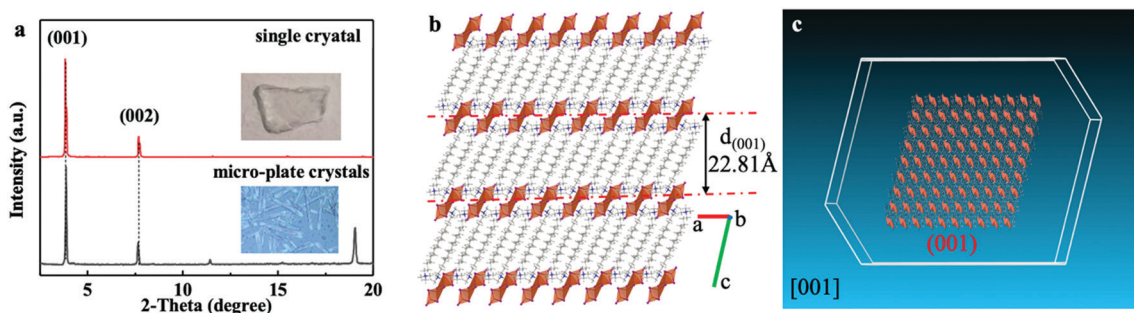 a
(001)
single cryatal
(002)
micro-plate crystals
Intensity (a.u.)
5
10
15
20
2-Theta (degree)
b
d(001)
22.81Å
a
b
c
c
(001)
[001]